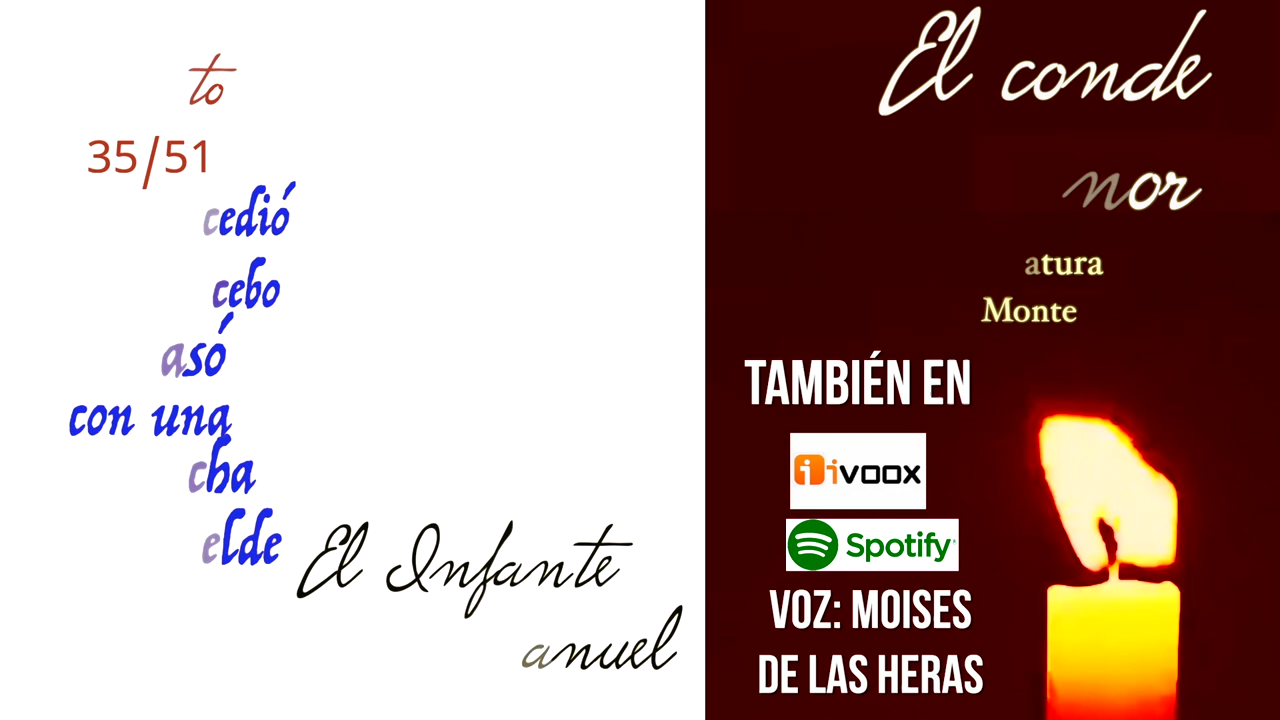 to
35/51
cedió
cebo
asó
con una
cha
elde
El Infante
anuel
El conde
nor
atura
Monte
TAMBIÉN EN
ivoox
Spotify
VOZ: MOISES
DE LAS HERAS